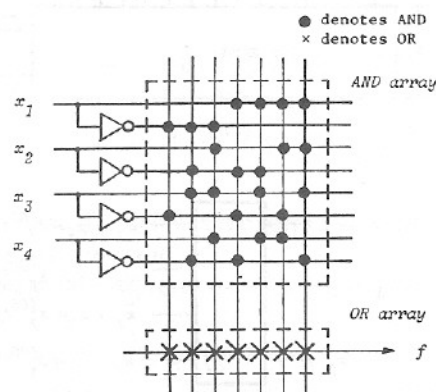 ● denotes AND
× denotes OR
AND array
x1
x2
x3
x4
OR array
f